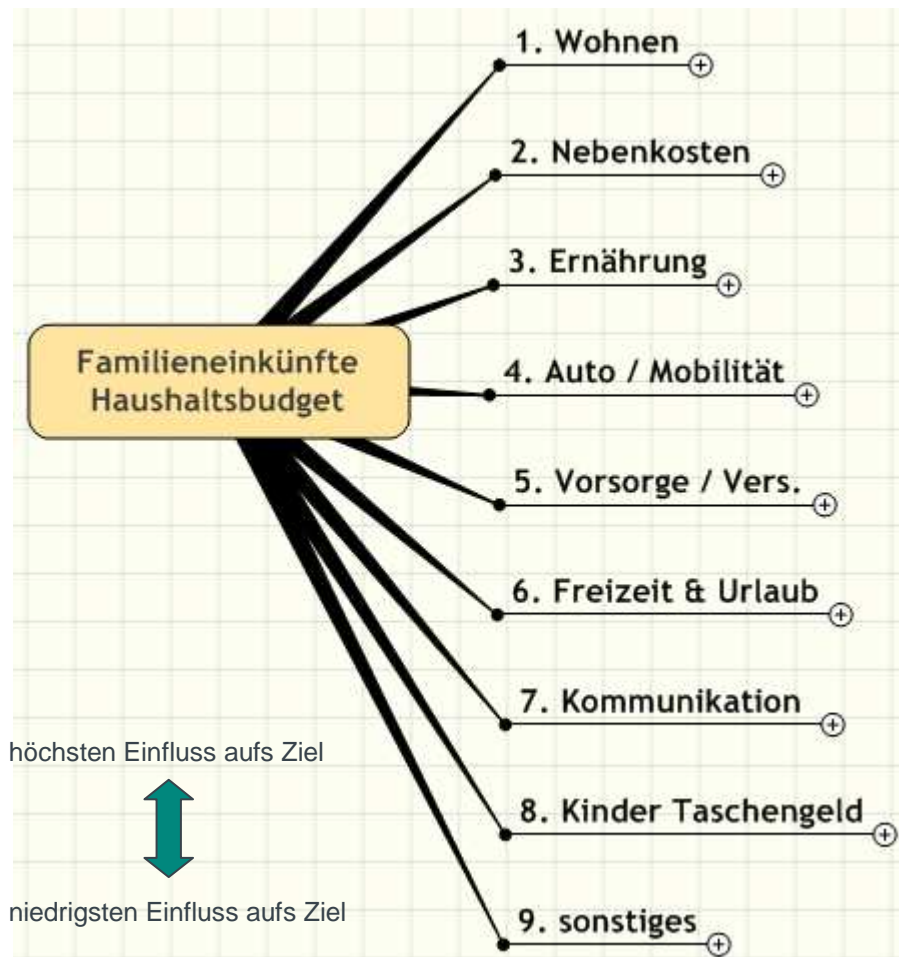 1. Wohnen
2. Nebenkosten
3. Ernährung
Familieneinkünfte
Haushaltsbudget
4. Auto / Mobilität
5. Vorsorge / Vers.
6. Freizeit & Urlaub
7. Kommunikation
höchsten Einfluss aufs Ziel
8. Kinder Taschengeld
niedrigsten Einfluss aufs Ziel
9. sonstiges